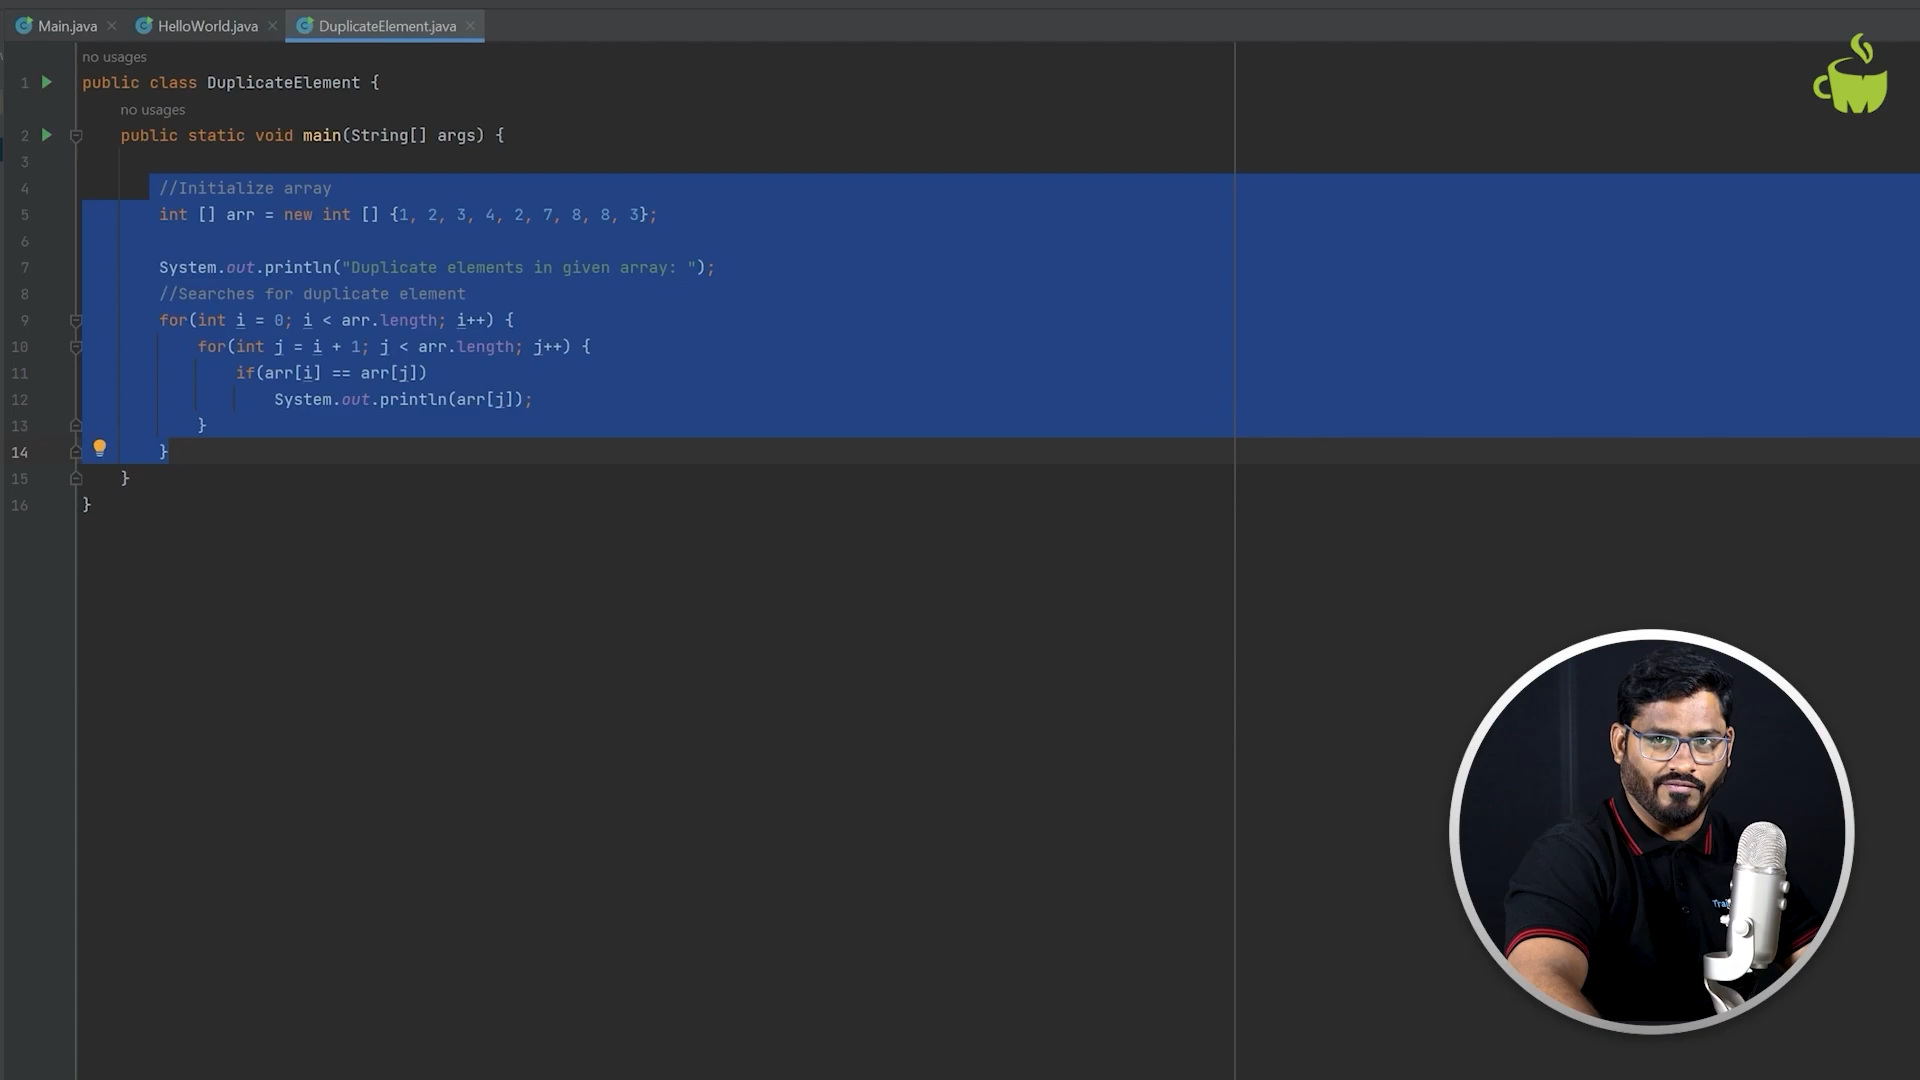 Main.java
HelloWorld.java
DuplicateElement.java
no usages
1 public class DuplicateElement {
no usages
2 public static void main(String[] args) {
3
4 //Initialize array
5 int [] arr = new int [] {1, 2, 3, 4, 2, 7, 8, 8, 3};
6
7 System.out.println("Duplicate elements in given array: ");
8 //Searches for duplicate element
9 for(int i = 0; i < arr.length; i++) {
10 for(int j = i + 1; j < arr.length; j++) {
11 if(arr[i] == arr[j])
12 System.out.println(arr[j]);
13 }
14 }
15 }
16 }